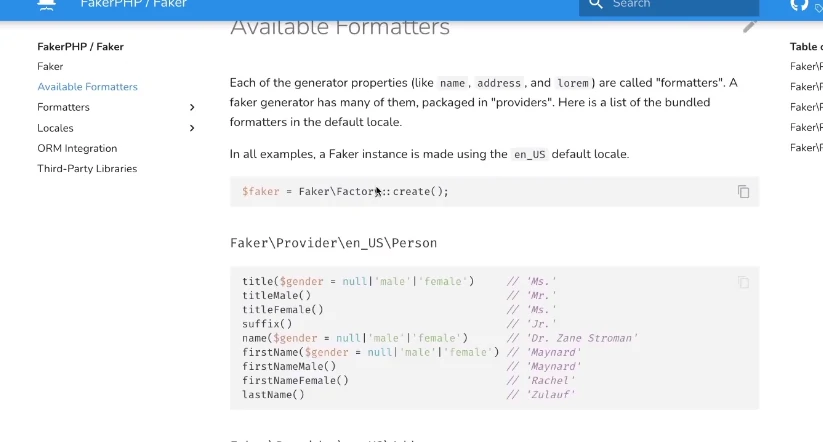 FakerPHP / Faker
Search
Available Formatters
FakerPHP / Faker
Faker
Available Formatters
Formatters
Locales
ORM Integration
Third-Party Libraries
Each of the generator properties (like name, address, and lorem) are called "formatters". A
faker generator has many of them, packaged in "providers". Here is a list of the bundled
formatters in the default locale.
In all examples, a Faker instance is made using the en_US default locale.
$faker = Faker\Factory::create();
Faker\Provider\en_US\Person
title($gender = null|'male'|'female') // 'Ms.'
titleMale() // 'Mr.'
titleFemale() // 'Ms.'
suffix() // 'Jr.'
name($gender = null|'male'|'female') // 'Dr. Zane Stroman'
firstName($gender = null|'male'|'female') // 'Maynard'
firstNameMale() // 'Maynard'
firstNameFemale() // 'Rachel'
lastName() // 'Zulauf'
Table
Faker\
Faker\
Faker\
Faker\
Faker\